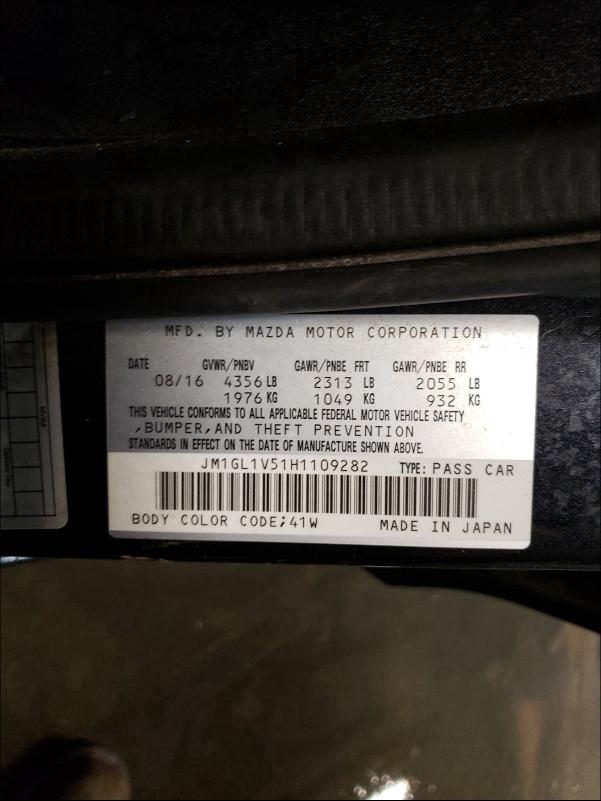 MFD. BY MAZDA MOTOR CORPORATION
DATE GVWR/PNBV GAWR/PNBE FRT GAWR/PNBE RR
08/16 4356 LB 2313 LB 2055 LB
1976 KG 1049 KG 932 KG
THIS VEHICLE CONFORMS TO ALL APPLICABLE FEDERAL MOTOR VEHICLE SAFETY
,BUMPER,AND THEFT PREVENTION
STANDARDS IN EFFECT ON THE DATE OF MANUFACTURE SHOWN ABOVE.
JM1GL1V51H1109282 TYPE: PASS CAR
BODY COLOR CODE;41W MADE IN JAPAN